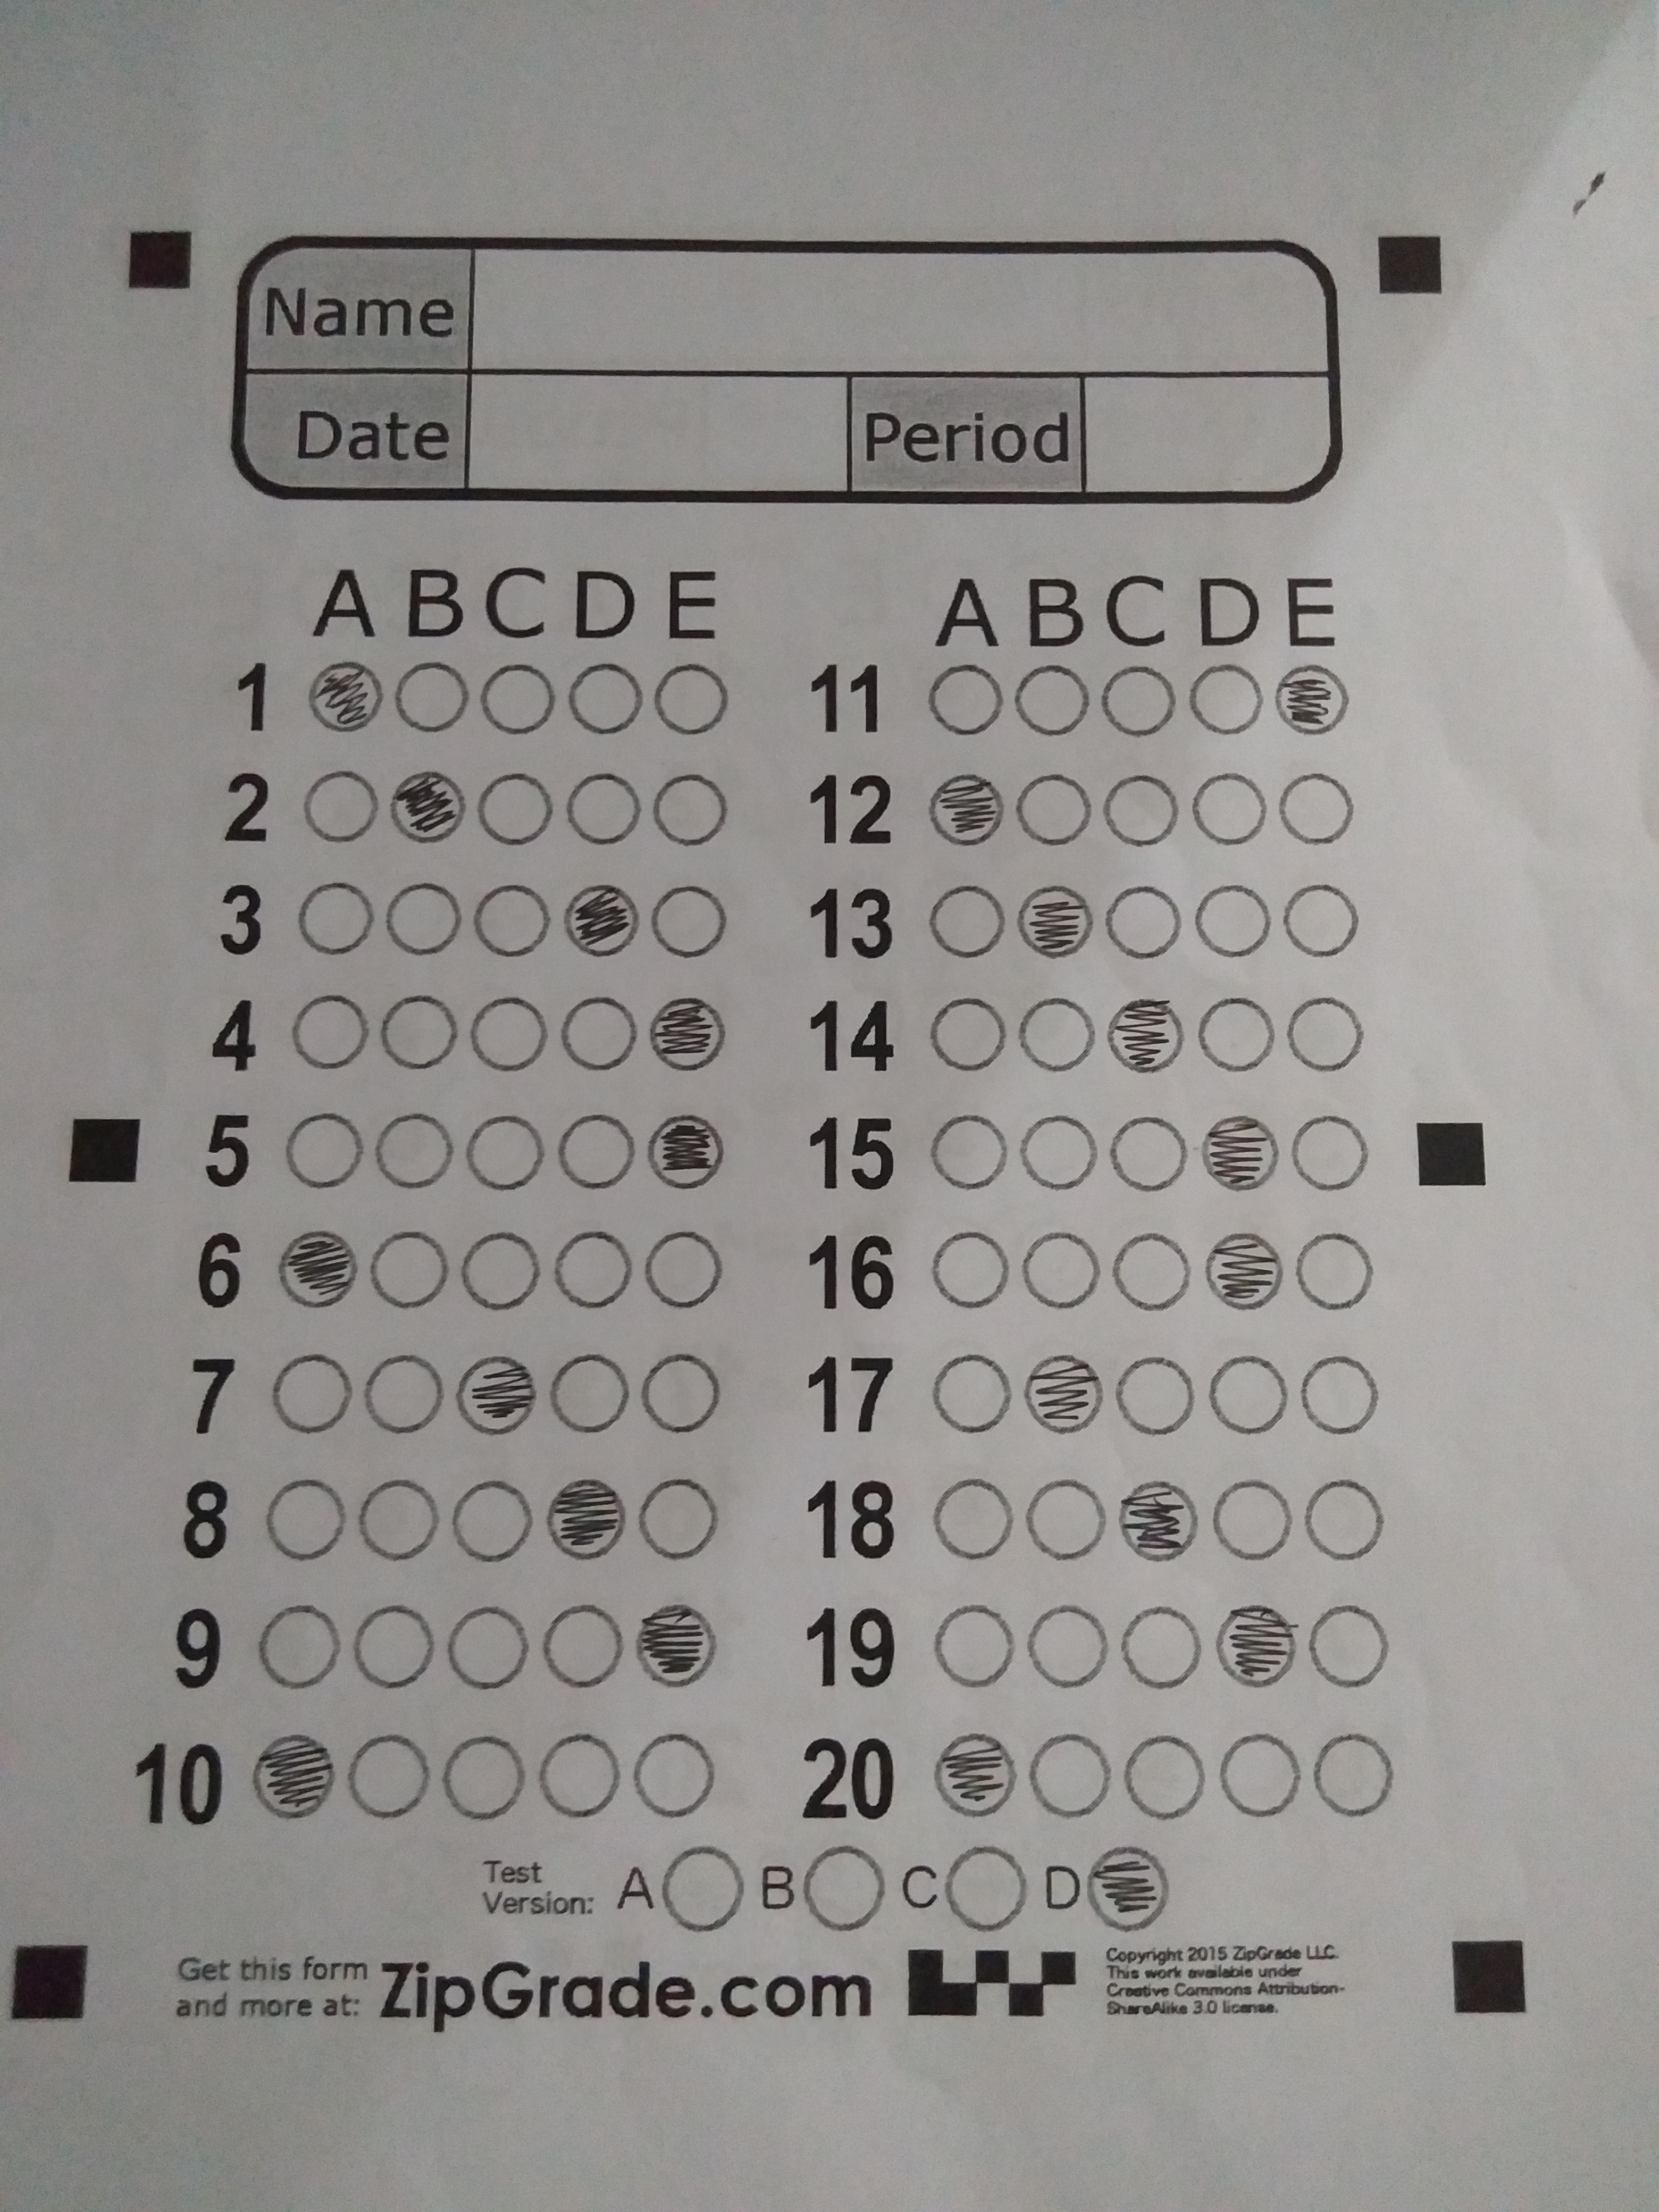 Name
Date Period
A B C D E A B C D E
1 11
2 12
3 13
4 14
5 15
6 16
7 17
8 18
9 19
10 20
Test
Version: A B C D
Get this form
and more at: ZipGrade.com
Copyright 2015 ZipGrade LLC.
This work available under
Creative Commons Attribution-
ShareAlike 3.0 license.